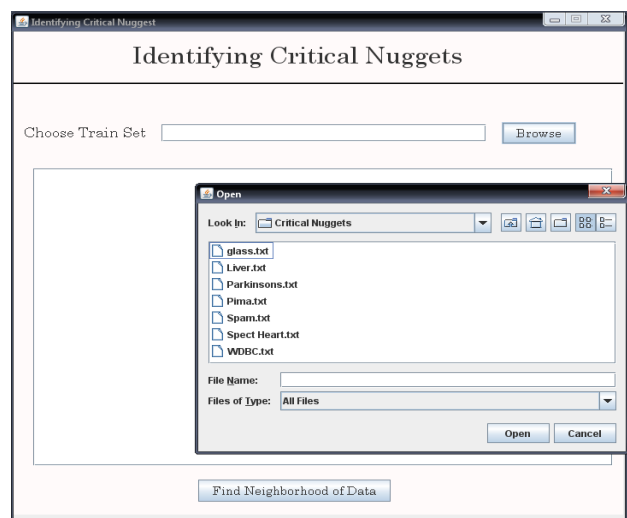 Identifying Critical Nuggest
Identifying Critical Nuggets
Choose Train Set Browse
Open
Look In: Critical Nuggets
glass.txt
Liver.txt
Parkinsons.txt
Pima.txt
Spam.txt
Spect Heart.txt
WDBC.txt
File Name:
Files of Type: All Files
Open Cancel
Find Neighborhood of Data